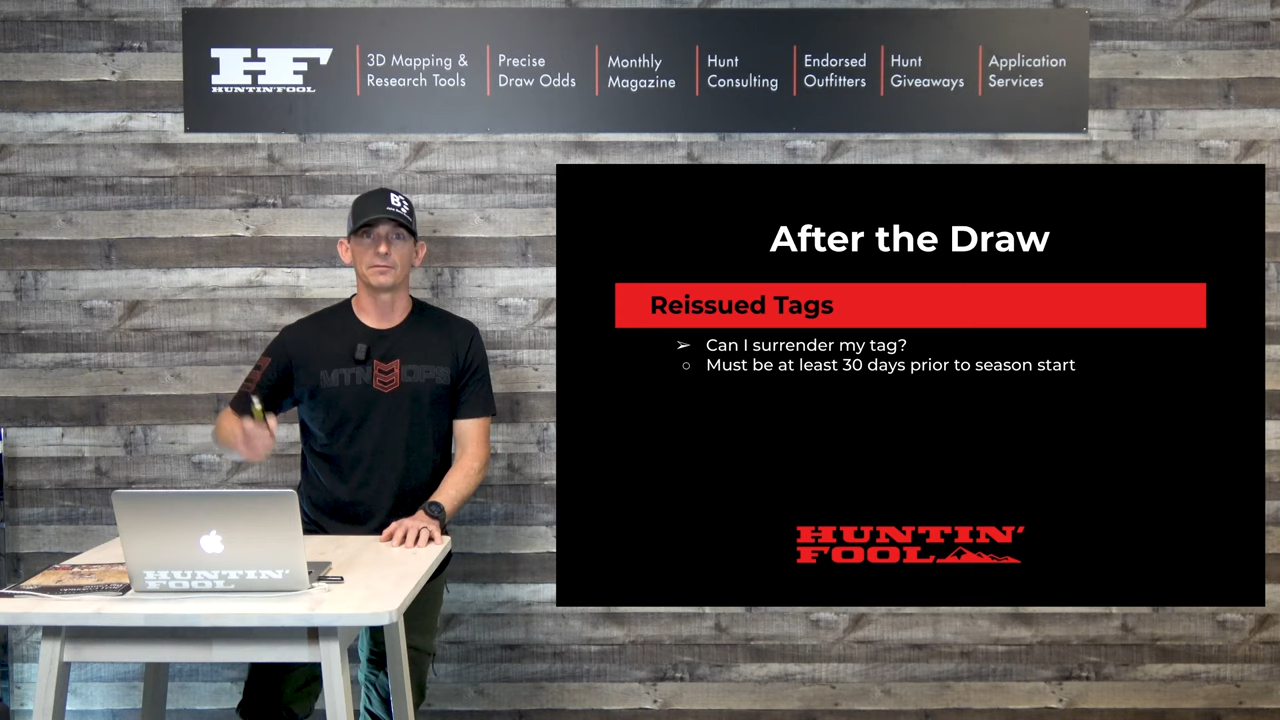 HF
HUNTIN'FOOL
3D Mapping &
Research Tools
Precise
Draw Odds
Monthly
Magazine
Hunt
Consulting
Endorsed
Outfitters
Hunt
Giveaways
Application
Services
After the Draw
Reissued Tags
➢ Can I surrender my tag?
○ Must be at least 30 days prior to season start
HUNTIN'
FOOL
MTN OPS
HUNTIN'
FOOL